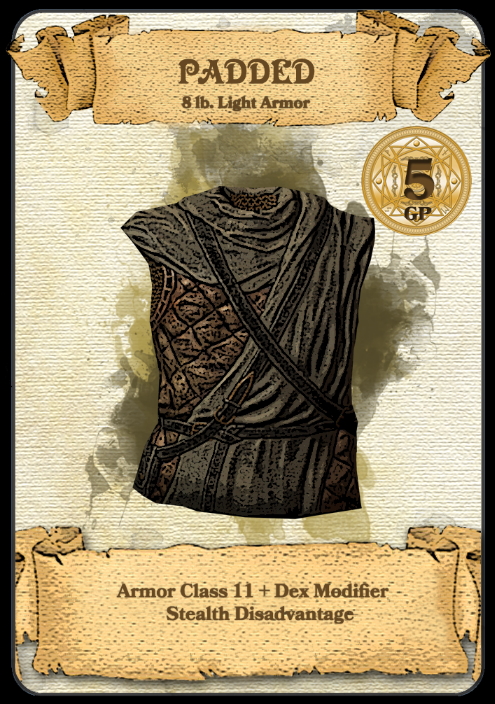 PADDED
8 lb. Light Armor
5
GP
Armor Class 11 + Dex Modifier
Stealth Disadvantage